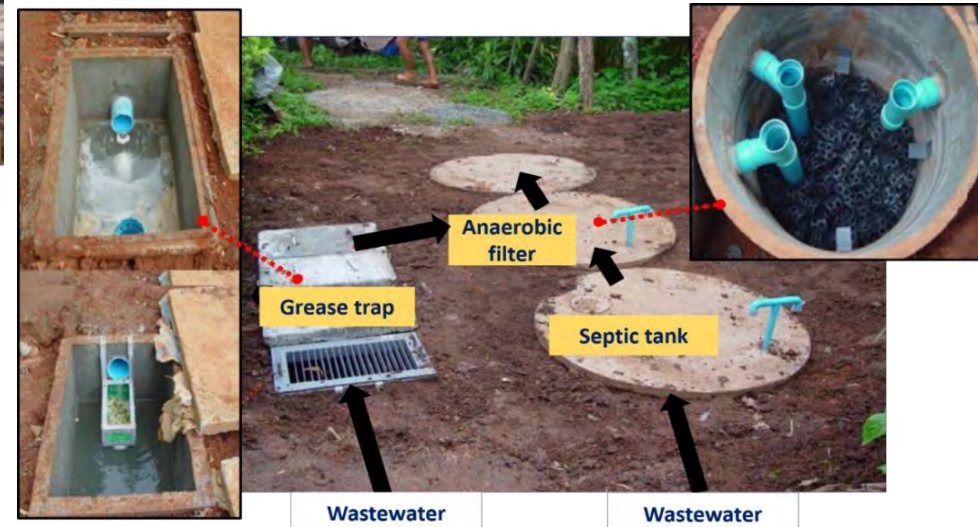 Anaerobic
filter
Grease trap
Septic tank
Wastewater
Wastewater